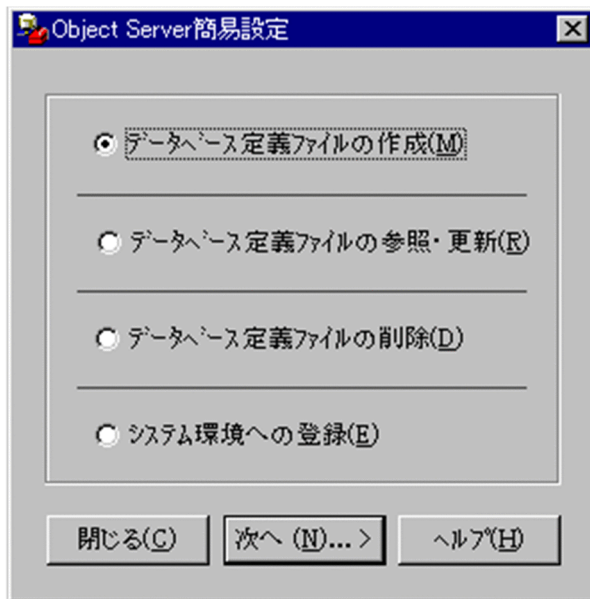 Object Server簡易設定
ﾃﾞｰﾀﾍﾞｰｽ定義ﾌｧｲﾙの作成(M)
ﾃﾞｰﾀﾍﾞｰｽ定義ﾌｧｲﾙの参照・更新(R)
ﾃﾞｰﾀﾍﾞｰｽ定義ﾌｧｲﾙの削除(D)
ｼｽﾃﾑ環境への登録(E)
閉じる(C)
次へ (N)... >
ﾍﾙﾌﾟ(H)